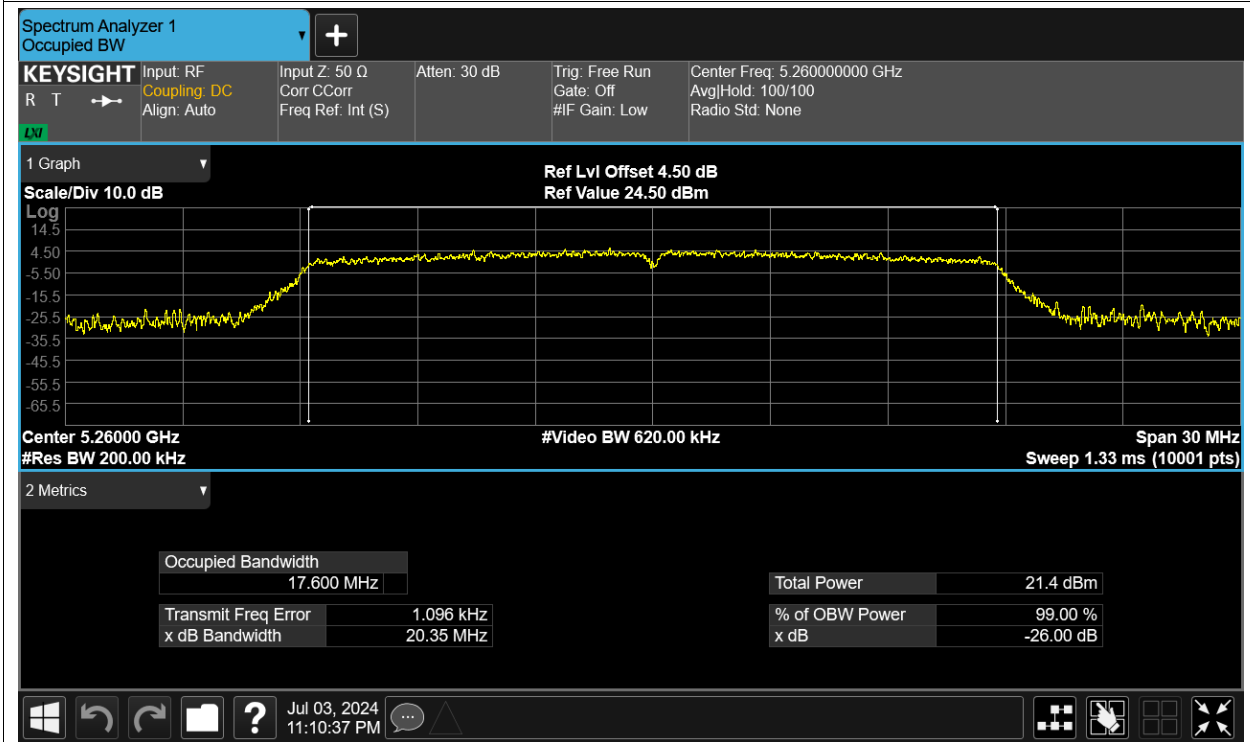 Spectrum Analyzer 1
Occupied BW
KEYSIGHT
R T
LXI
Input: RF
Coupling: DC
Align: Auto
Input Z: 50 Ω
Corr CCorr
Freq Ref: Int (S)
Atten: 30 dB
Trig: Free Run
Gate: Off
#IF Gain: Low
Center Freq: 5.260000000 GHz
Avg|Hold: 100/100
Radio Std: None
1 Graph
Scale/Div 10.0 dB
Ref Lvl Offset 4.50 dB
Ref Value 24.50 dBm
Log
14.5
4.50
-5.50
-15.5
-25.5
-35.5
-45.5
-55.5
-65.5
Center 5.26000 GHz
#Res BW 200.00 kHz
#Video BW 620.00 kHz
Span 30 MHz
Sweep 1.33 ms (10001 pts)
2 Metrics
Occupied Bandwidth
17.600 MHz
Transmit Freq Error 1.096 kHz
x dB Bandwidth 20.35 MHz
Total Power 21.4 dBm
% of OBW Power 99.00 %
x dB -26.00 dB
?
Jul 03, 2024
11:10:37 PM